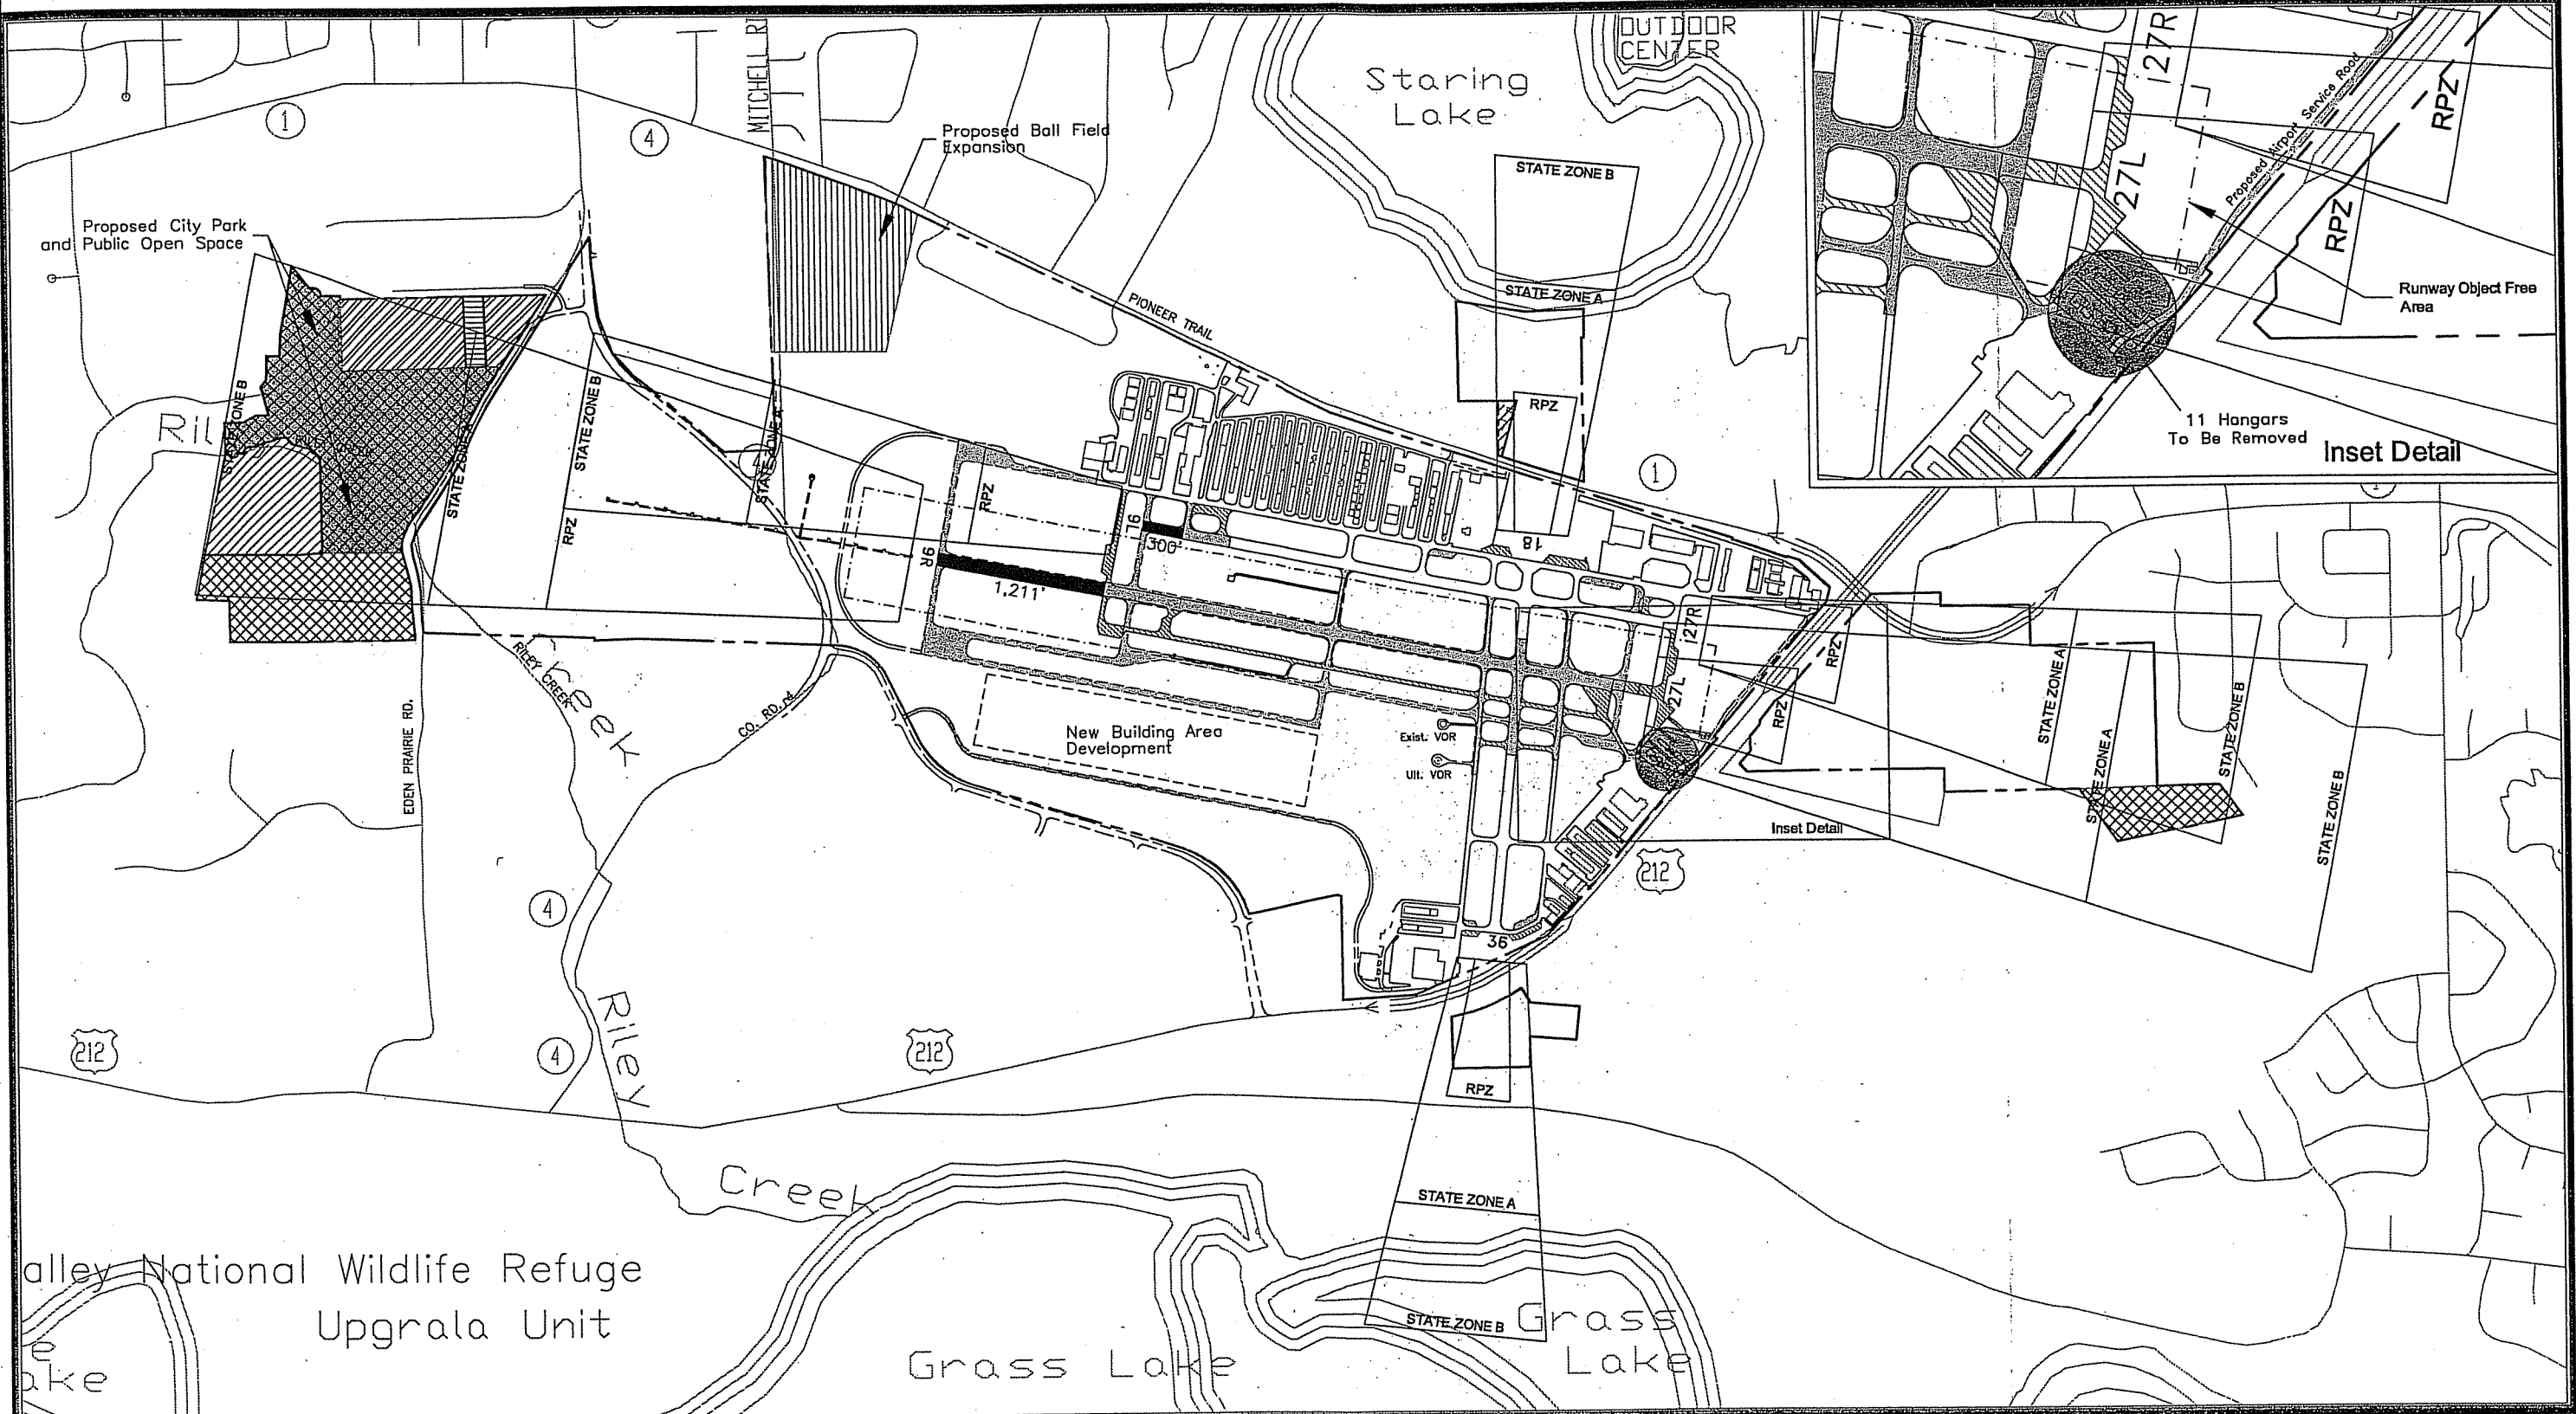 MITCHELL R
OUTDOOR
CENTER
Staring
Lake
1
4
Proposed Ball Field
Expansion
STATE ZONE B
Proposed City Park
and Public Open Space
STATE ZONE A
PIONEER TRAIL
RPZ
27R
RPZ
27L
RPZ
Proposed Airport Service Road
Runway Object Free
Area
11 Hangars
To Be Removed
Inset Detail
1
1
Ril
STATE ZONE B
STATE ZONE A
STATE ZONE B
STATE ZONE A
RPZ
RPZ
9L
300'
9R
1,211'
18
27R
27L
RPZ
RPZ
STATE ZONE A
STATE ZONE A
STATE ZONE B
STATE ZONE B
New Building Area
Development
Exist. VOR
Ult. VOR
Inset Detail
RILEY
CREEK
Creek
CO. RD. 4
EDEN PRAIRIE RD.
212
4
36
Riley
212
4
212
RPZ
Creek
STATE ZONE A
alley National Wildlife Refuge
Upgrala Unit
STATE ZONE B
Grass
Lake
Grass Lake
e
ake